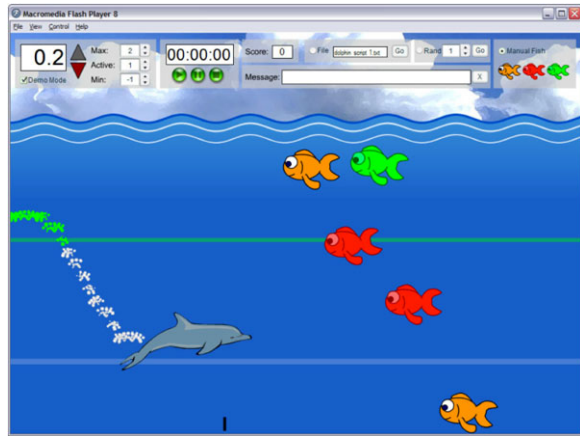 Macromedia Flash Player 8
File View Control Help
0.2
Max: 2
Active: 1
Min: -1
Demo Mode
00:00:00
Score: 0
File dolphin script 7.txt Go
Rand 1 Go
Manual Fish
Message: X